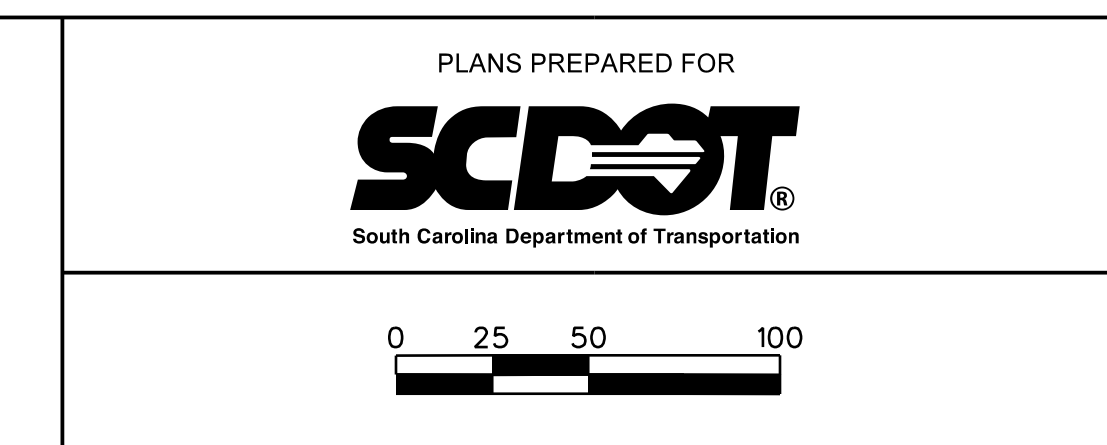 PLANS PREPARED FOR
SCDOT®
South Carolina Department of Transportation
0 25 50 100